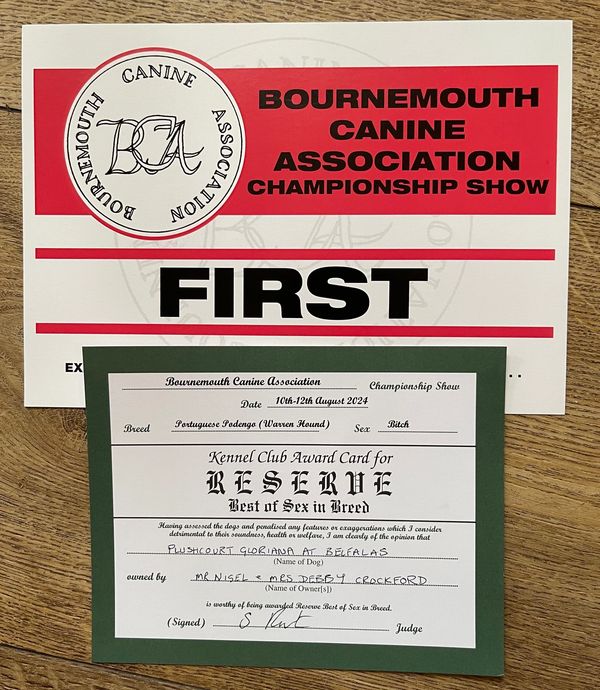 BOURNEMOUTH CANINE ASSOCIATION
BCA
BOURNEMOUTH
CANINE
ASSOCIATION
CHAMPIONSHIP SHOW
FIRST
EX
Bournemouth Canine Association Championship Show
Date 10th-12th August 2024
Breed Portuguese Podengo (Warren Hound) Sex Bitch
Kennel Club Award Card for
RESERVE
Best of Sex in Breed
Having assessed the dogs and penalised any features or exaggerations which I consider
detrimental to their soundness, health or welfare, I am clearly of the opinion that
PLUSHCOURT GLORIANA AT BELFALAS
(Name of Dog)
owned by MR NIGEL & MRS DEBBY CROCKFORD
(Name of Owner[s])
is worthy of being awarded Reserve Best of Sex in Breed.
(Signed) Judge